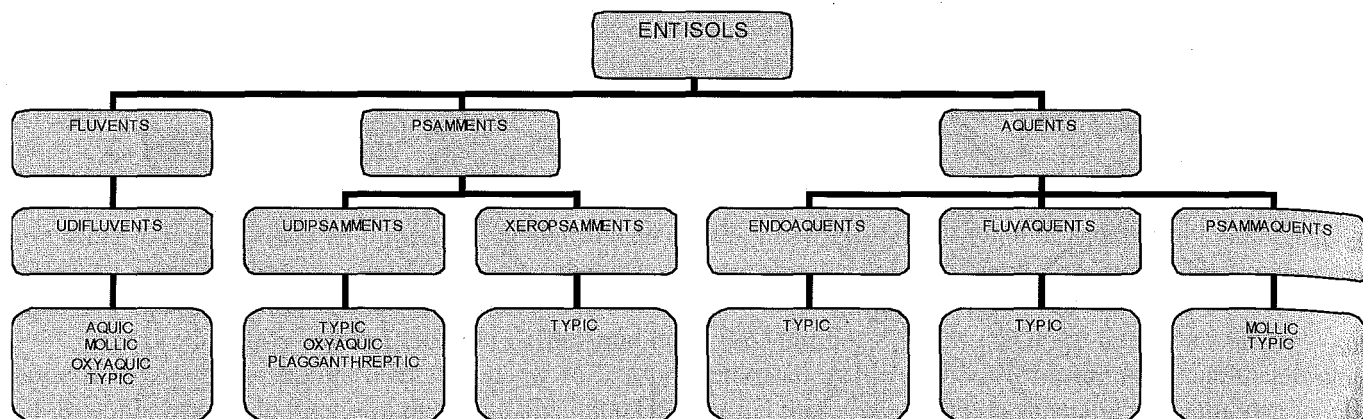 ENTISOLS
FLUVENTS
PSAMMENTS
AQUENTS
UDIFLUVENTS
UDIPSAMMENTS
XEROPSAMMENTS
ENDOAQUENTS
FLUVAQUENTS
PSAMMAQUENTS
AQUIC
MOLLIC
OXYAQUIC
TYPIC
TYPIC
OXYAQUIC
PLAGGANTHREPTIC
TYPIC
TYPIC
TYPIC
MOLLIC
TYPIC